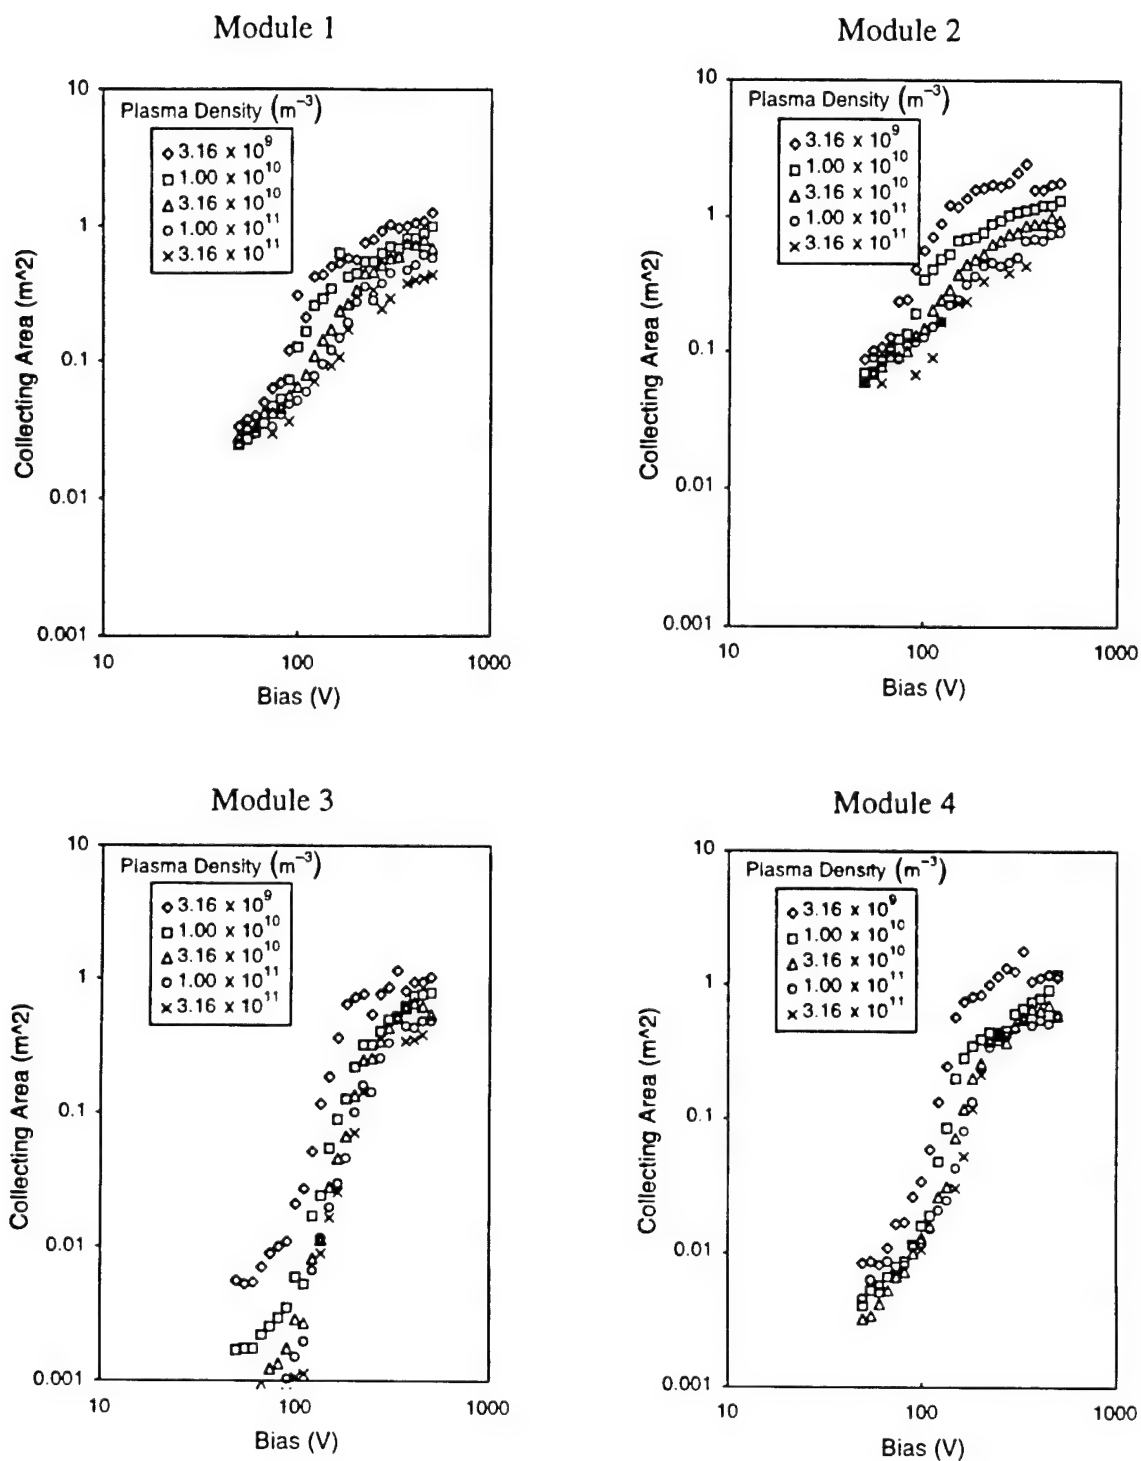 Module 1
Plasma Density (m⁻³)
◇ 3.16 x 10⁹
□ 1.00 x 10¹⁰
△ 3.16 x 10¹⁰
○ 1.00 x 10¹¹
× 3.16 x 10¹¹
10
1
0.1
0.01
0.001
Collecting Area (m^2)
10
100
1000
Bias (V)
Module 2
Plasma Density (m⁻³)
◇ 3.16 x 10⁹
□ 1.00 x 10¹⁰
△ 3.16 x 10¹⁰
○ 1.00 x 10¹¹
× 3.16 x 10¹¹
10
1
0.1
0.01
0.001
Collecting Area (m^2)
10
100
1000
Bias (V)
Module 3
Plasma Density (m⁻³)
◇ 3.16 x 10⁹
□ 1.00 x 10¹⁰
△ 3.16 x 10¹⁰
○ 1.00 x 10¹¹
× 3.16 x 10¹¹
10
1
0.1
0.01
0.001
Collecting Area (m^2)
10
100
1000
Bias (V)
Module 4
Plasma Density (m⁻³)
◇ 3.16 x 10⁹
□ 1.00 x 10¹⁰
△ 3.16 x 10¹⁰
○ 1.00 x 10¹¹
× 3.16 x 10¹¹
10
1
0.1
0.01
0.001
Collecting Area (m^2)
10
100
1000
Bias (V)